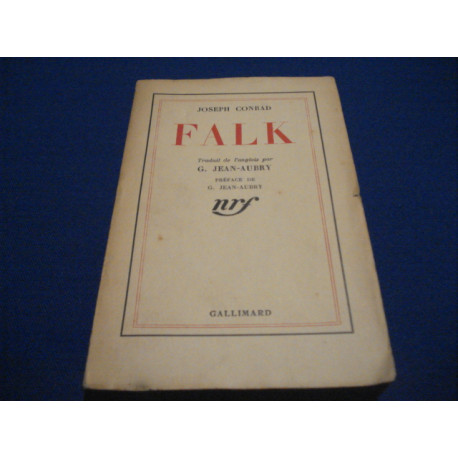 JOSEPH CONRAD
FALK
Traduit de l'anglais par
G. JEAN-AUBRY
PRÉFACE DE
G. JEAN-AUBRY
nrf
GALLIMARD